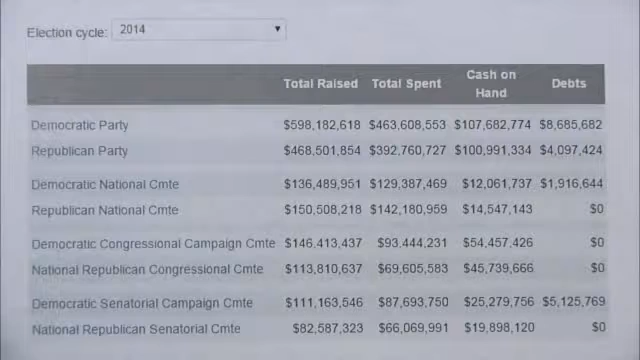 Election cycle: 2014
Total Raised Total Spent Cash on Hand Debts
Democratic Party $598,182,618 $463,608,553 $107,682,774 $8,685,682
Republican Party $468,501,854 $392,760,727 $100,991,334 $4,097,424
Democratic National Cmte $136,489,951 $129,387,469 $12,061,737 $1,916,644
Republican National Cmte $150,508,218 $142,180,959 $14,547,143 $0
Democratic Congressional Campaign Cmte $146,413,437 $93,444,231 $54,457,426 $0
National Republican Congressional Cmte $113,810,637 $69,605,583 $45,739,666 $0
Democratic Senatorial Campaign Cmte $111,163,546 $87,693,750 $25,279,756 $5,125,769
National Republican Senatorial Cmte $82,587,323 $66,069,991 $19,898,120 $0